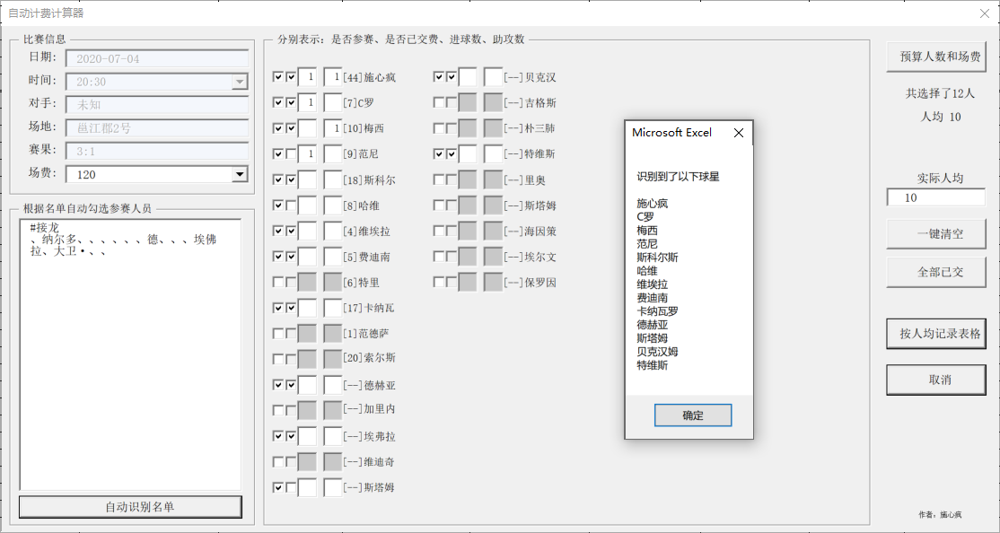 自动计费计算器
比赛信息
日期: 2020-07-04
时间: 20:30
对手: 未知
场地: 邕江郡2号
赛果: 3:1
场费: 120
根据名单自动勾选参赛人员
#接龙
、纳尔多、、、、、、德、、、埃佛
拉、大卫·、、
自动识别名单
分别表示: 是否参赛、是否已交费、进球数、助攻数
1 [44]施心疯
1 [7]C罗
1 [10]梅西
1 [9]范尼
[18]斯科尔
[8]哈维
[4]维埃拉
[5]费迪南
[6]特里
[17]卡纳瓦
[1]范德萨
[20]索尔斯
[--]德赫亚
[--]加里内
[--]埃弗拉
[--]维迪奇
[--]斯塔姆
[--]贝克汉
[--]吉格斯
[--]朴三肺
[--]特维斯
[--]里奥
[--]斯塔姆
[--]海因策
[--]埃尔文
[--]保罗因
Microsoft Excel
识别到了以下球星
施心疯
C罗
梅西
范尼
斯科尔斯
哈维
维埃拉
费迪南
卡纳瓦罗
德赫亚
斯塔姆
贝克汉姆
特维斯
确定
预算人数和场费
共选择了12人
人均 10
实际人均
10
一键清空
全部已交
按人均记录表格
取消
作者: 施心疯